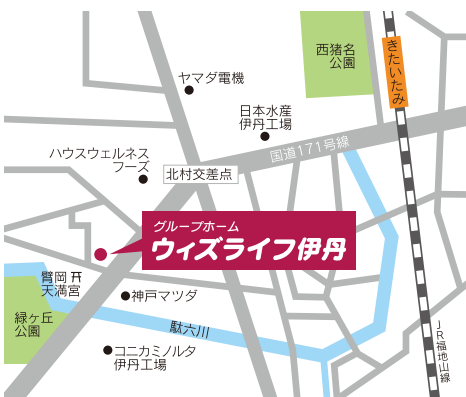 西猪名
公園
きたいたみ
ヤマダ電機
日本水産
伊丹工場
国道171号線
ハウスウェルネス
フーズ
北村交差点
グループホーム
ウィズライフ伊丹
臂岡
天満宮
神戸マツダ
緑ヶ丘
公園
駄六川
コニカミノルタ
伊丹工場
JR福知山線